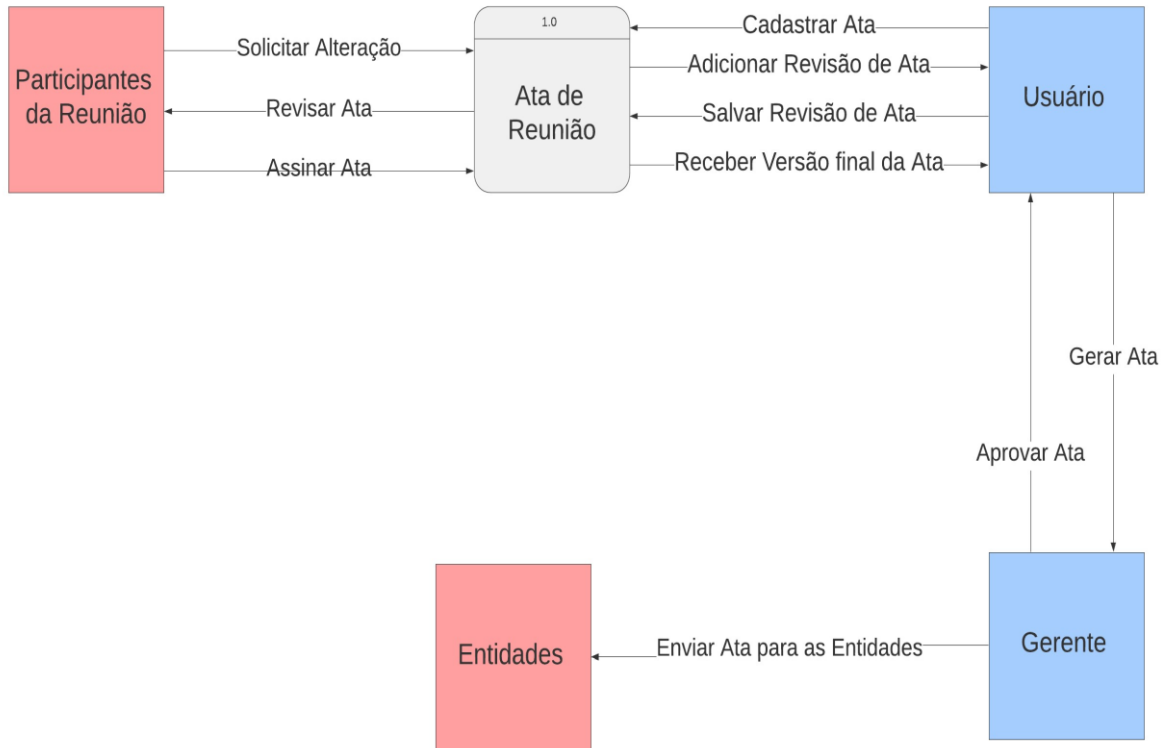 1.0
Participantes
da Reunião
Solicitar Alteração
Revisar Ata
Assinar Ata
Ata de
Reunião
Cadastrar Ata
Adicionar Revisão de Ata
Salvar Revisão de Ata
Receber Versão final da Ata
Usuário
Gerar Ata
Aprovar Ata
Entidades
Enviar Ata para as Entidades
Gerente